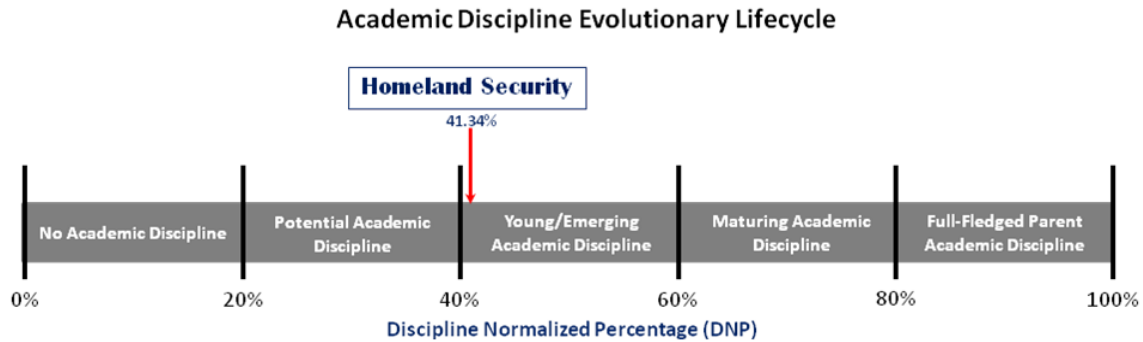 Academic Discipline Evolutionary Lifecycle
Homeland Security
41.34%
No Academic Discipline
Potential Academic
Discipline
Young/Emerging
Academic Discipline
Maturing Academic
Discipline
Full-Fledged Parent
Academic Discipline
0%
20%
40%
60%
80%
100%
Discipline Normalized Percentage (DNP)